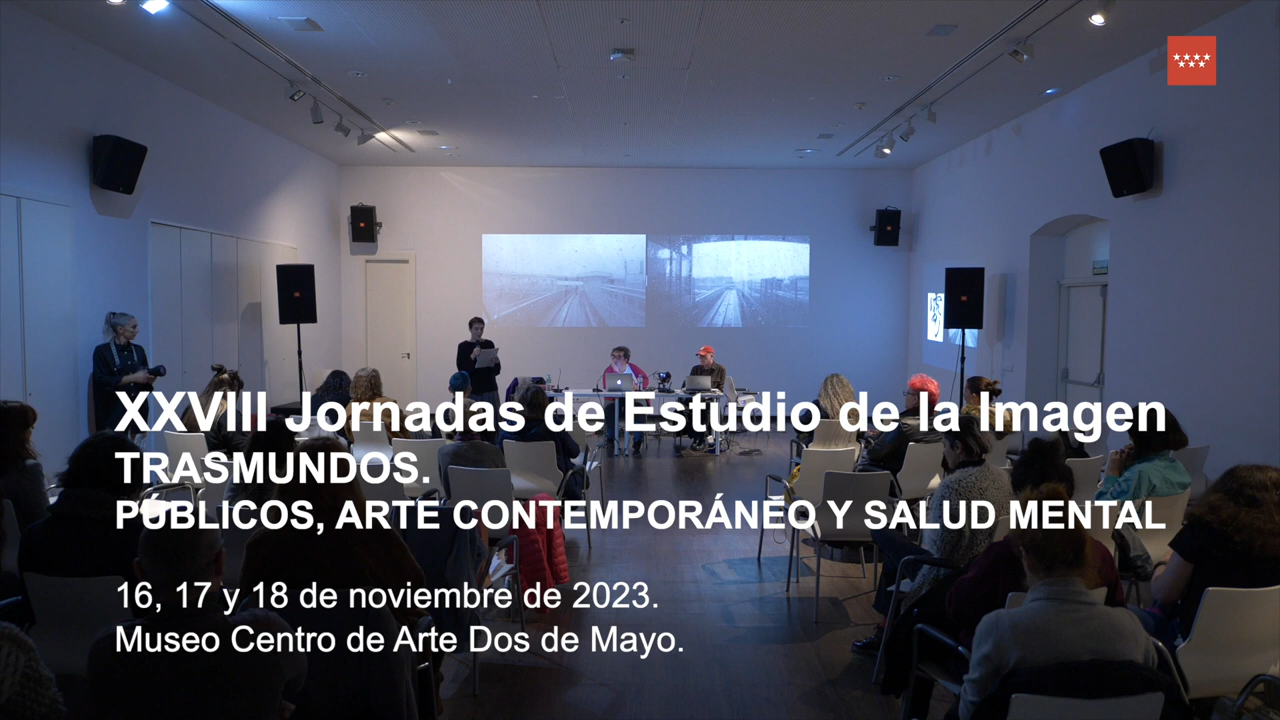 XXVIII Jornadas de Estudio de la Imagen
TRASMUNDOS.
PÚBLICOS, ARTE CONTEMPORÁNEO Y SALUD MENTAL
16, 17 y 18 de noviembre de 2023.
Museo Centro de Arte Dos de Mayo.